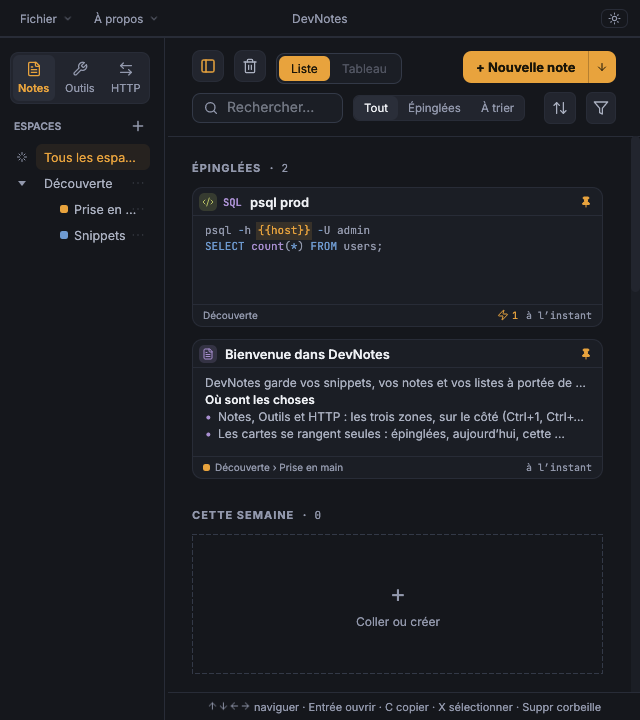 Fichier
À propos
DevNotes
Notes
Outils
HTTP
ESPACES
Tous les espa...
Découverte
Prise en ...
Snippets
Liste
Tableau
+ Nouvelle note
Rechercher...
Tout
Épinglées
À trier
ÉPINGLÉES · 2
SQL psql prod
psql -h {{host}} -U admin
SELECT count(*) FROM users;
Découverte
1 à l’instant
Bienvenue dans DevNotes
DevNotes garde vos snippets, vos notes et vos listes à portée de ...
Où sont les choses
• Notes, Outils et HTTP : les trois zones, sur le côté (Ctrl+1, Ctrl+...
• Les cartes se rangent seules : épinglées, aujourd’hui, cette ...
Découverte › Prise en main
à l’instant
CETTE SEMAINE · 0
+
Coller ou créer
↑↓←→ naviguer · Entrée ouvrir · C copier · X sélectionner · Suppr corbeille